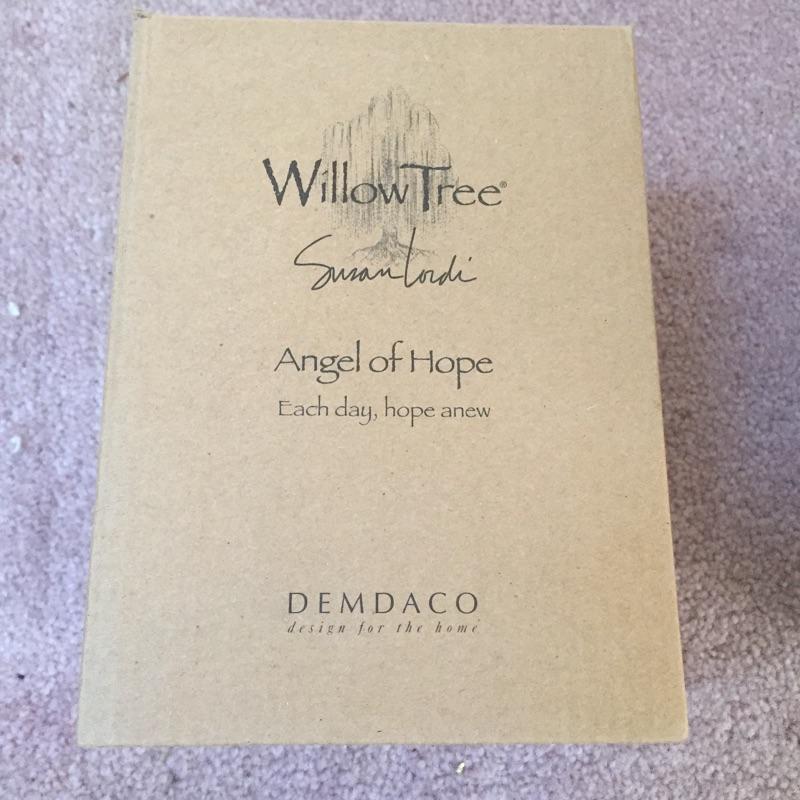 Willow Tree®
Susan Lordi
Angel of Hope
Each day, hope anew
DEMDACO
design for the home